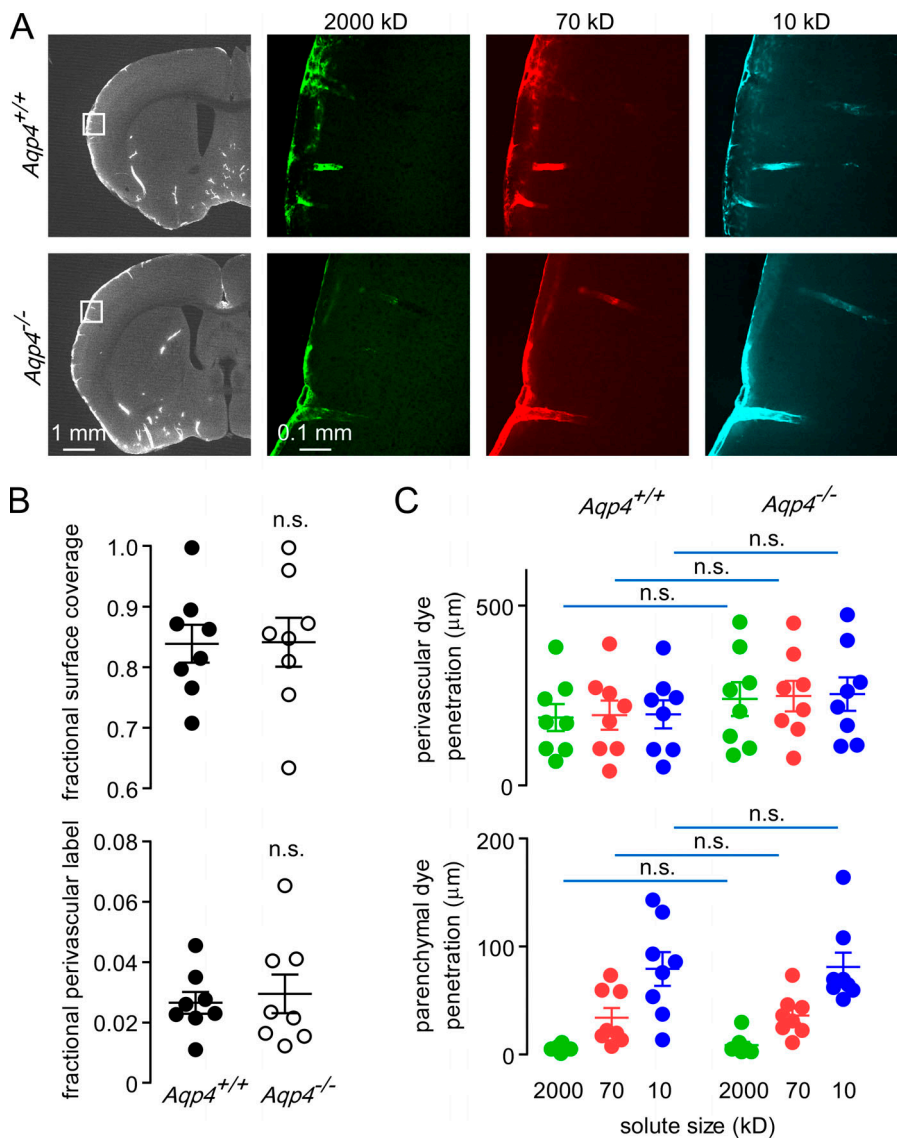 A
2000 kD
70 kD
10 kD
Aqp4+/+
Aqp4-/-
1 mm
0.1 mm
B
fractional surface coverage
1.0
0.9
0.8
0.7
0.6
n.s.
fractional perivascular label
0.08
0.06
0.04
0.02
0
n.s.
Aqp4+/+
Aqp4-/-
C
Aqp4+/+
Aqp4-/-
n.s.
n.s.
n.s.
perivascular dye
penetration (µm)
500
0
n.s.
n.s.
n.s.
parenchymal dye
penetration (µm)
200
100
0
2000 70 10 2000 70 10
solute size (kD)